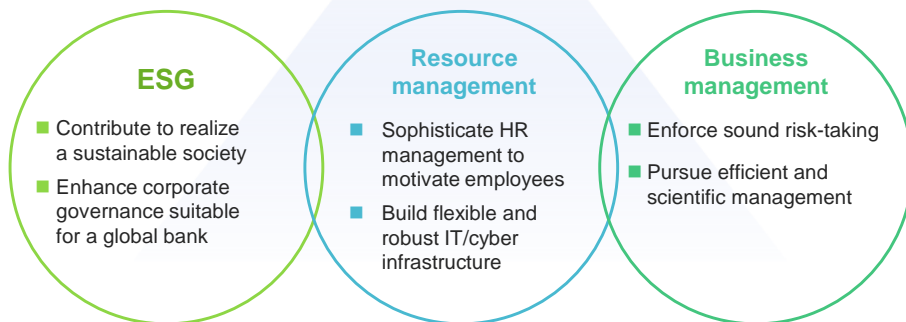 ESG
■ Contribute to realize
a sustainable society
■ Enhance corporate
governance suitable
for a global bank
Resource
management
■ Sophisticate HR
management to
motivate employees
■ Build flexible and
robust IT/cyber
infrastructure
Business
management
■ Enforce sound risk-taking
■ Pursue efficient and
scientific management